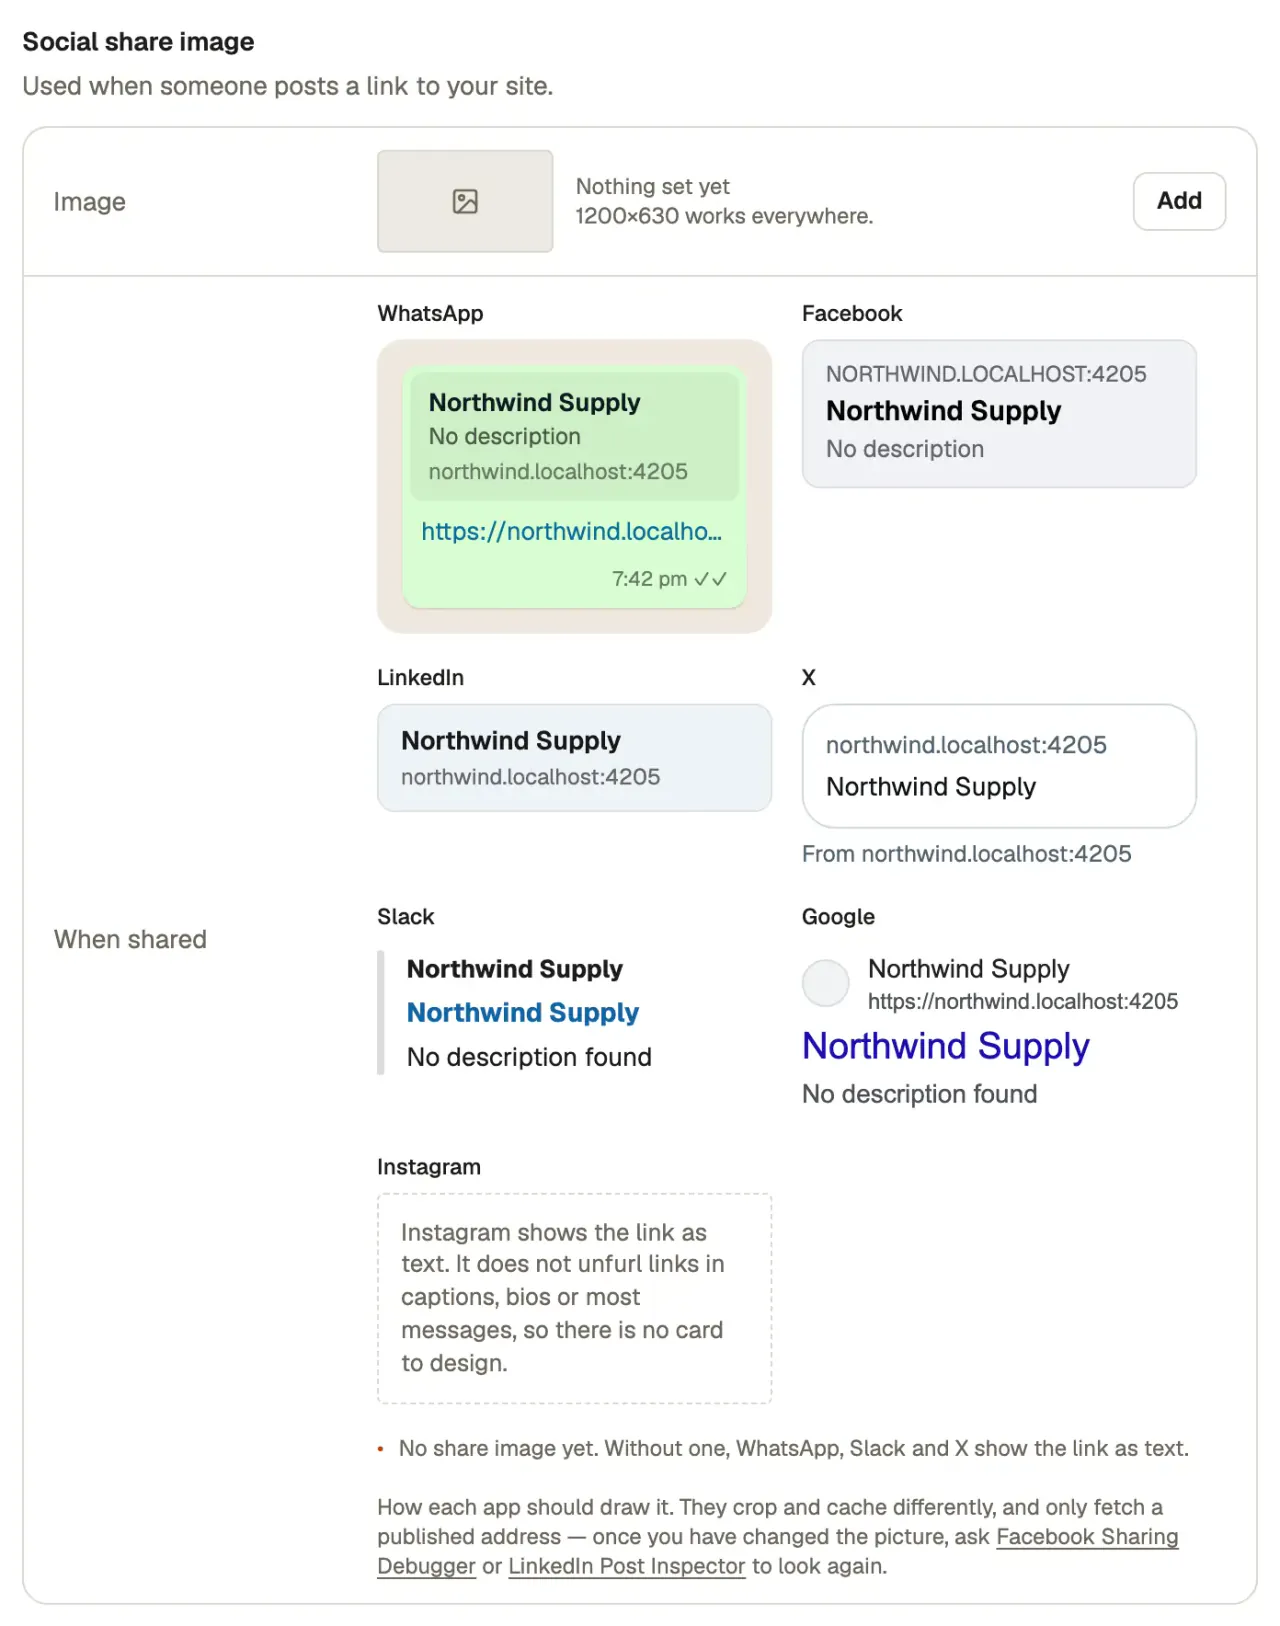 Social share image
Used when someone posts a link to your site.
Image
Nothing set yet
1200×630 works everywhere.
Add
When shared
WhatsApp
Northwind Supply
No description
northwind.localhost:4205
https://northwind.localho…
7:42 pm ✓✓
Facebook
NORTHWIND.LOCALHOST:4205
Northwind Supply
No description
LinkedIn
Northwind Supply
northwind.localhost:4205
X
northwind.localhost:4205
Northwind Supply
From northwind.localhost:4205
Slack
Northwind Supply
Northwind Supply
No description found
Google
Northwind Supply
https://northwind.localhost:4205
Northwind Supply
No description found
Instagram
Instagram shows the link as
text. It does not unfurl links in
captions, bios or most
messages, so there is no card
to design.
• No share image yet. Without one, WhatsApp, Slack and X show the link as text.
How each app should draw it. They crop and cache differently, and only fetch a
published address — once you have changed the picture, ask Facebook Sharing
Debugger or LinkedIn Post Inspector to look again.